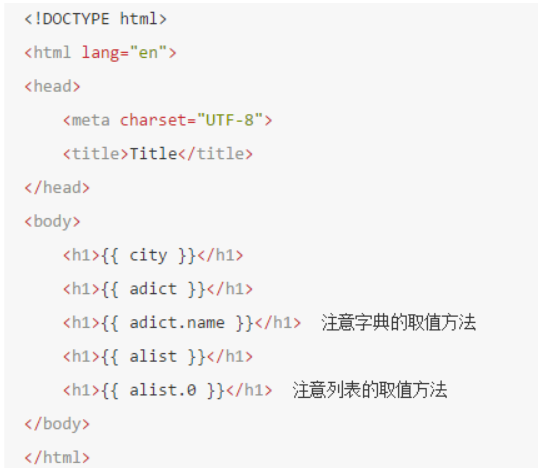 <!DOCTYPE html>
<html lang="en">
<head>
    <meta charset="UTF-8">
    <title>Title</title>
</head>
<body>
    <h1>{{ city }}</h1>
    <h1>{{ adict }}</h1>
    <h1>{{ adict.name }}</h1>  注意字典的取值方法
    <h1>{{ alist }}</h1>
    <h1>{{ alist.0 }}</h1>  注意列表的取值方法
</body>
</html>